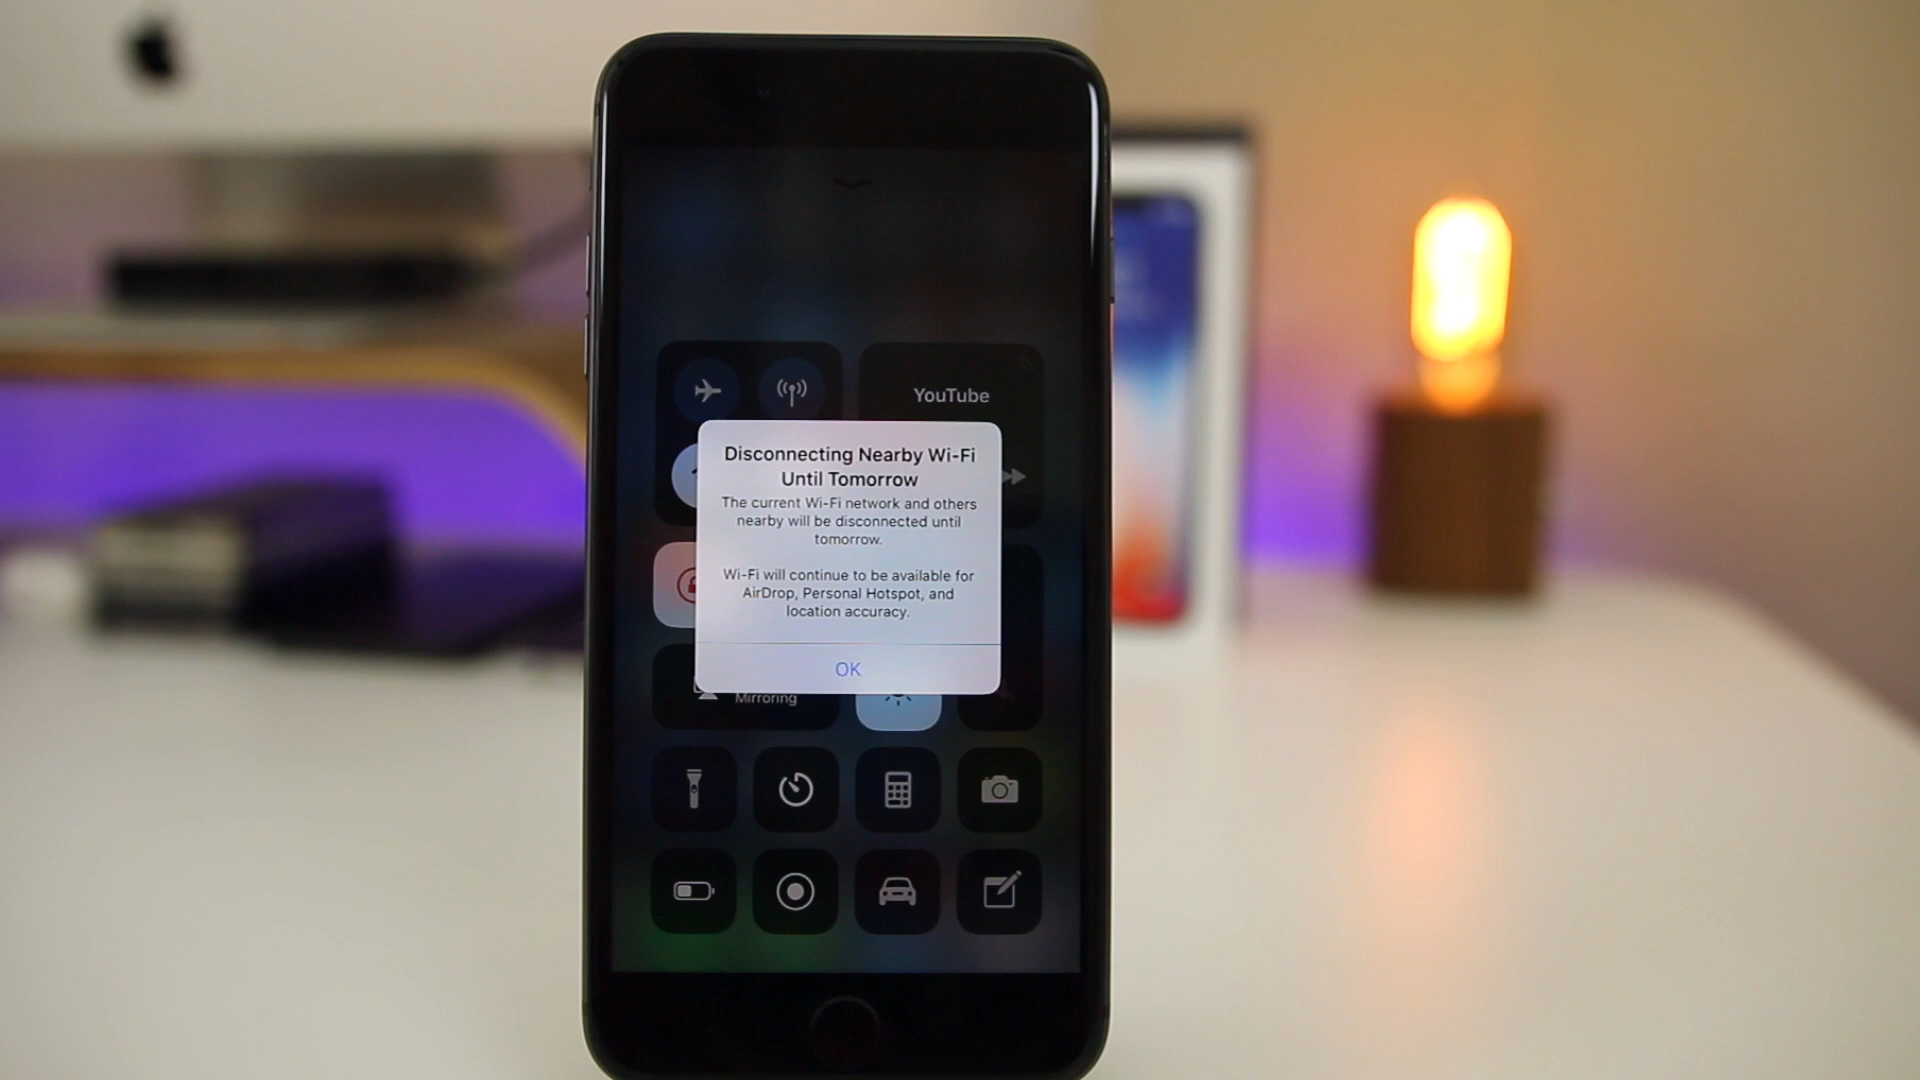 YouTube
Disconnecting Nearby Wi-Fi
Until Tomorrow
The current Wi-Fi network and others
nearby will be disconnected until
tomorrow.
Wi-Fi will continue to be available for
AirDrop, Personal Hotspot, and
location accuracy.
OK
Mirroring